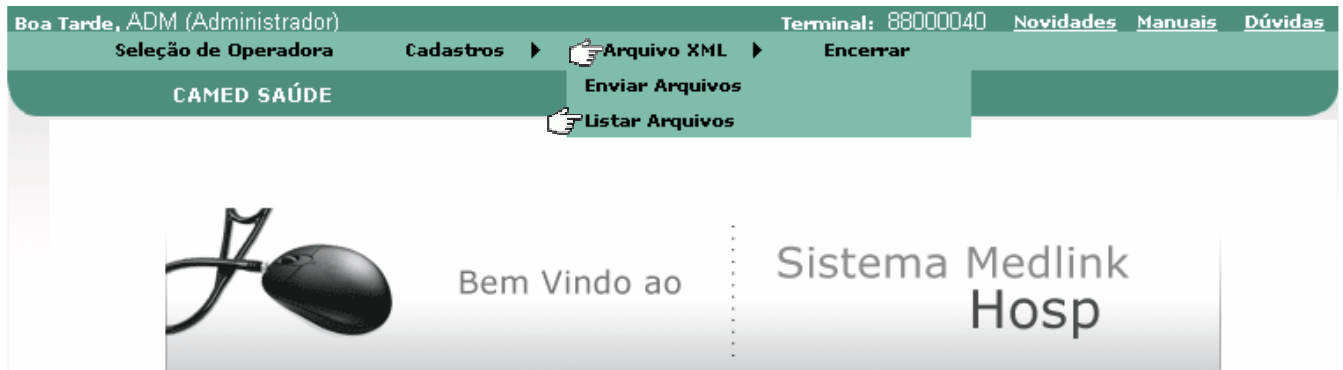 Boa Tarde, ADM (Administrador) Terminal: 88000040 Novidades Manuais Dúvidas
Seleção de Operadora Cadastros Arquivo XML Encerrar
CAMED SAÚDE
Enviar Arquivos
Listar Arquivos
Bem Vindo ao
Sistema Medlink
Hosp